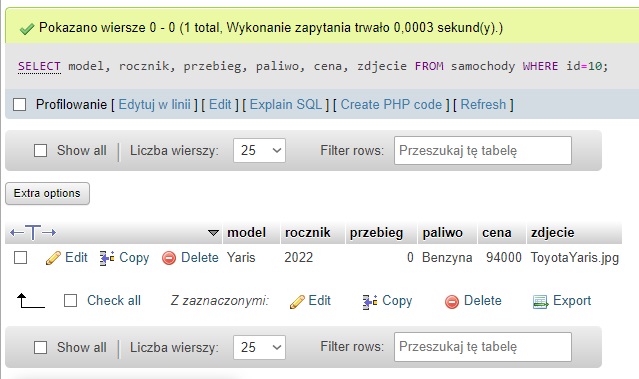 Pokazano wiersze 0 - 0 (1 total, Wykonanie zapytania trwało 0,0003 sekund(y).)
SELECT model, rocznik, przebieg, paliwo, cena, zdjecie FROM samochody WHERE id=10;
Profilowanie [ Edytuj w linii ] [ Edit ] [ Explain SQL ] [ Create PHP code ] [ Refresh ]
Show all | Liczba wierszy: 25 Filter rows: Przeszukaj tę tabelę
Extra options
←T→ model rocznik przebieg paliwo cena zdjecie
Edit Copy Delete Yaris 2022 0 Benzyna 94000 ToyotaYaris.jpg
Check all Z zaznaczonymi: Edit Copy Delete Export
Show all | Liczba wierszy: 25 Filter rows: Przeszukaj tę tabelę